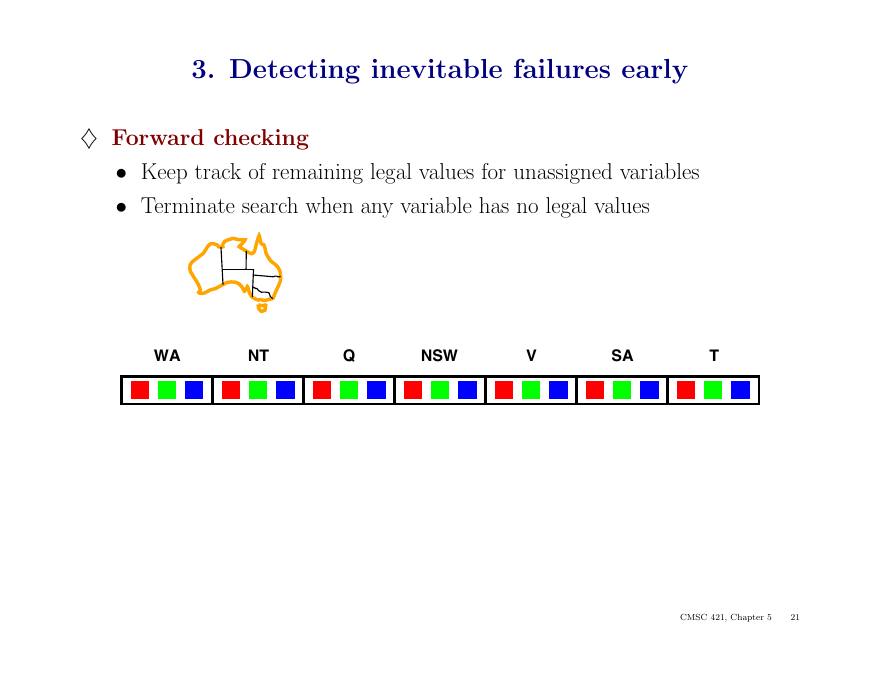 3. Detecting inevitable failures early
♢ Forward checking
• Keep track of remaining legal values for unassigned variables
• Terminate search when any variable has no legal values
WA NT Q NSW V SA T
CMSC 421, Chapter 5 21